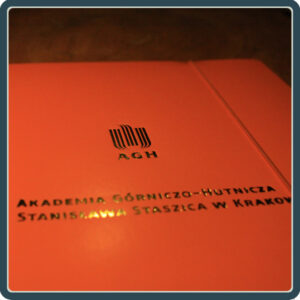 AGH
AKADEMIA GÓRNICZO-HUTNICZA
STANISŁAWA STASZICA W KRAKOW